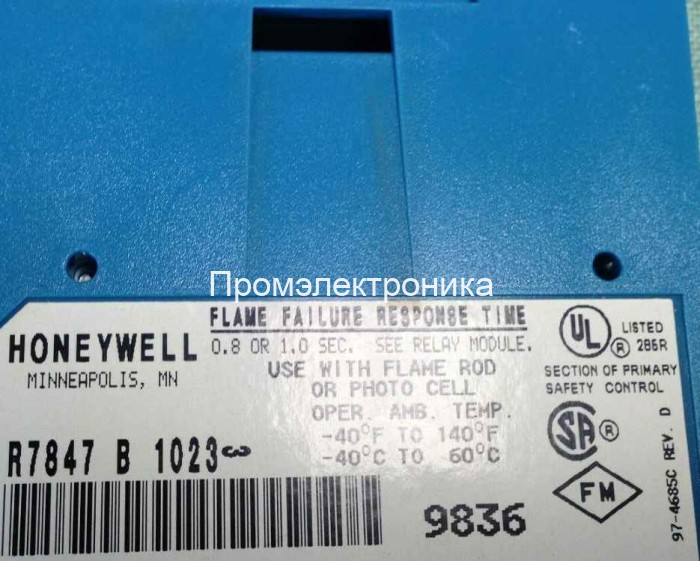 Промэлектроника
FLAME FAILURE RESPONSE TIME
0.8 OR 1.0 SEC. SEE RELAY MODULE.
USE WITH FLAME ROD
OR PHOTO CELL
OPER. AMB. TEMP.
-40°F TO 140°F
-40°C TO 60°C
HONEYWELL
MINNEAPOLIS, MN
R7847 B 1023 3
9836
UL ® LISTED
286R
SECTION OF PRIMARY
SAFETY CONTROL
SA ®
FM
97-4685C REV. D